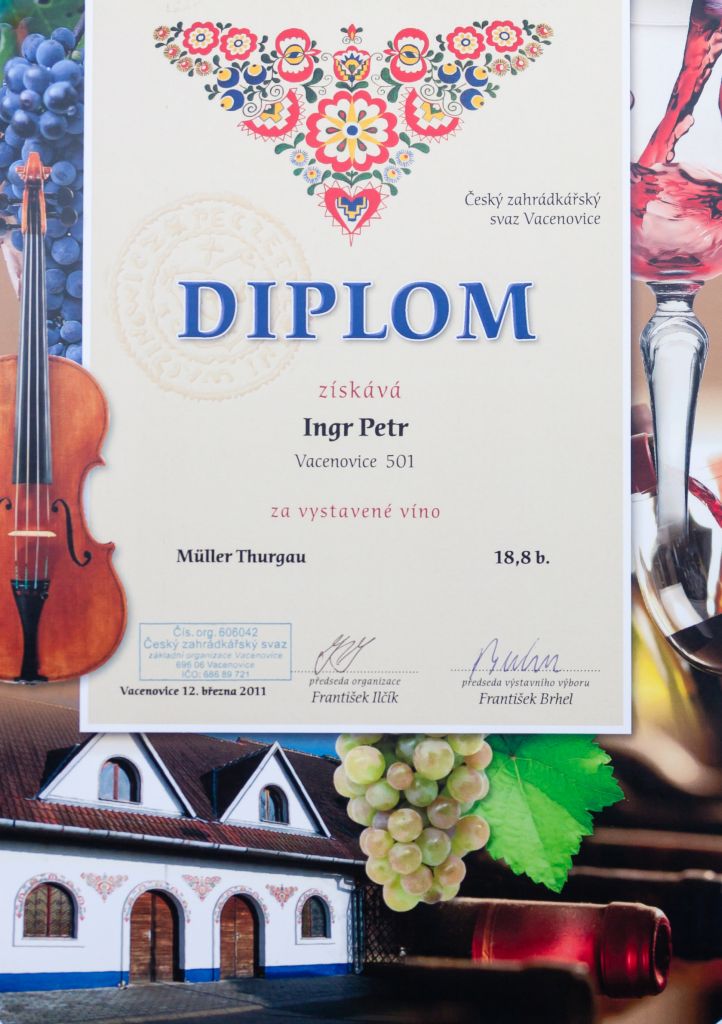 Český zahrádkářský
svaz Vacenovice
DIPLOM
získává
Ingr Petr
Vacenovice 501
za vystavené víno
Müller Thurgau 18,8 b.
Čís. org. 606042
Český zahrádkářský svaz
základní organizace Vacenovice
696 06 Vacenovice
IČO: 686 89 721
Vacenovice 12. března 2011
předseda organizace
František Ilčík
předseda výstavního výboru
František Brhel